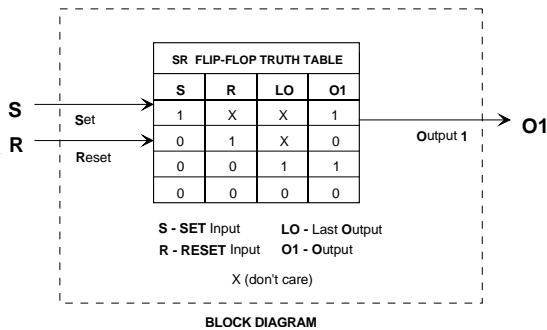 SR FLIP-FLOP TRUTH TABLE
S R LO O1
1 X X 1
0 1 X 0
0 0 1 1
0 0 0 0
S Set
R Reset
Output 1 O1
S - SET Input LO - Last Output
R - RESET Input O1 - Output
X (don't care)
BLOCK DIAGRAM